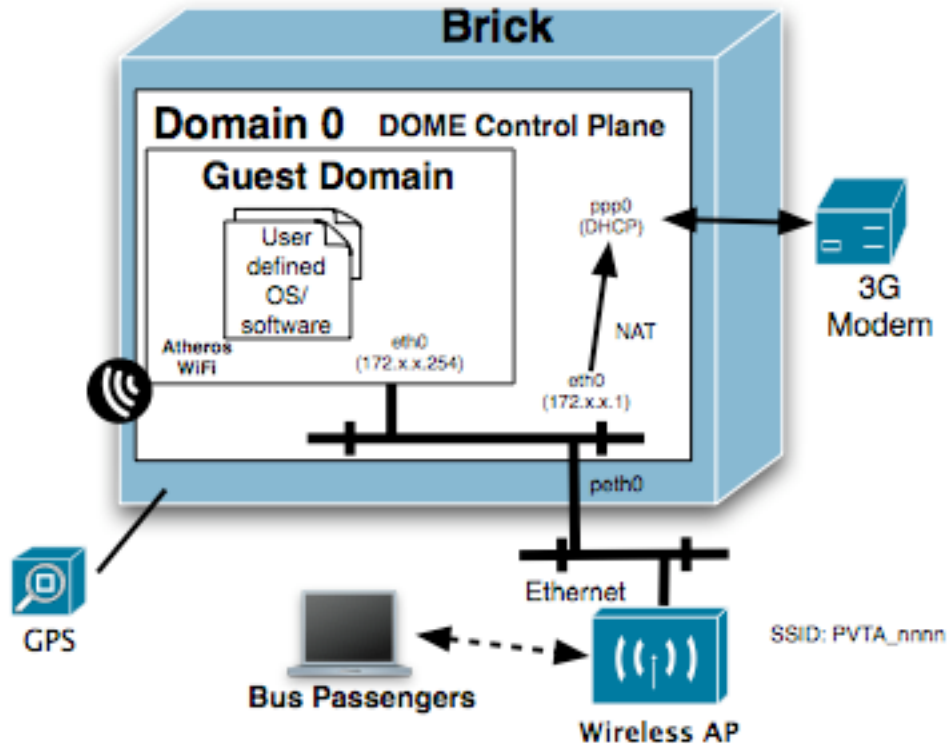 Brick
Domain 0 DOME Control Plane
Guest Domain
User
defined
OS/
software
Atheros
WiFi
eth0
(172.x.x.254)
ppp0
(DHCP)
NAT
eth0
(172.x.x.1)
3G
Modem
peth0
Ethernet
GPS
Bus Passengers
SSID: PVTA_nnnn
Wireless AP